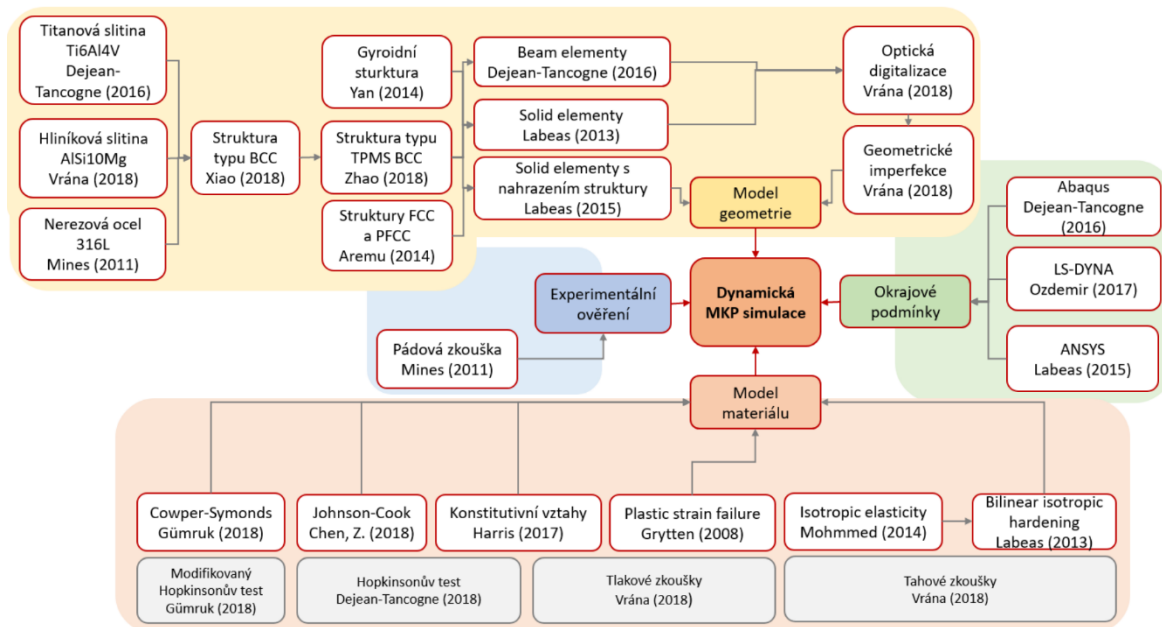 Titanová slitina
Ti6Al4V
Dejean-
Tancogne
(2016)
Hliníková slitina
AlSi10Mg
Vrána (2018)
Nerezová ocel
316L
Mines (2011)
Struktura
typu BCC
Xiao (2018)
Gyroidní
sturktura
Yan (2014)
Struktura typu
TPMS BCC
Zhao (2018)
Struktury FCC
a PFCC
Aremu (2014)
Beam elementy
Dejean-Tancogne (2016)
Solid elementy
Labeas (2013)
Solid elementy s
nahrazením struktury
Labeas (2015)
Optická
digitalizace
Vrána (2018)
Geometrické
imperfekce
Vrána (2018)
Model
geometrie
Abaqus
Dejean-Tancogne
(2016)
LS-DYNA
Ozdemir (2017)
ANSYS
Labeas (2015)
Experimentální
ověření
Dynamická
MKP simulace
Okrajové
podmínky
Pádová zkouška
Mines (2011)
Model
materiálu
Cowper-Symonds
Gümruk (2018)
Johnson-Cook
Chen, Z. (2018)
Konstitutivní vztahy
Harris (2017)
Plastic strain failure
Grytten (2008)
Isotropic elasticity
Mohmmed (2014)
Bilinear isotropic
hardening
Labeas (2013)
Modifikovaný
Hopkinsonův test
Gümruk (2018)
Hopkinsonův test
Dejean-Tancogne (2018)
Tlakové zkoušky
Vrána (2018)
Tahové zkoušky
Vrána (2018)